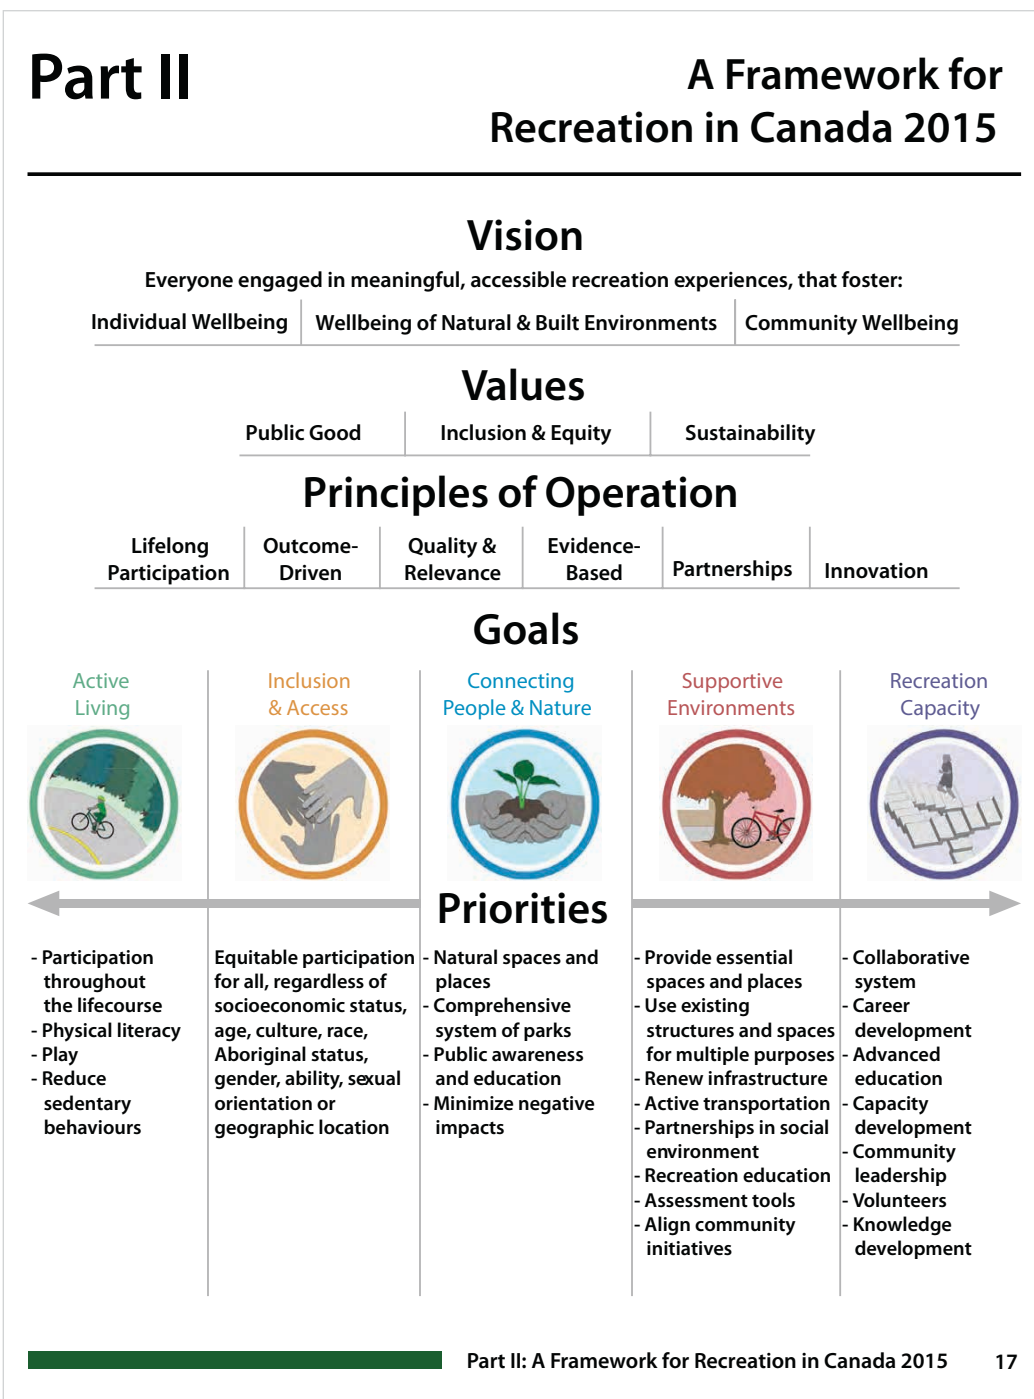 Part II
A Framework for
Recreation in Canada 2015
Vision
Everyone engaged in meaningful, accessible recreation experiences, that foster:
Individual Wellbeing
Wellbeing of Natural & Built Environments
Community Wellbeing
Values
Public Good
Inclusion & Equity
Sustainability
Principles of Operation
Lifelong
Participation
Outcome-
Driven
Quality &
Relevance
Evidence-
Based
Partnerships
Innovation
Goals
Active
Living
Inclusion
& Access
Connecting
People & Nature
Supportive
Environments
Recreation
Capacity
Priorities
- Participation
throughout
the lifecourse
- Physical literacy
- Play
- Reduce
sedentary
behaviours
Equitable participation
for all, regardless of
socioeconomic status,
age, culture, race,
Aboriginal status,
gender, ability, sexual
orientation or
geographic location
- Natural spaces and
places
- Comprehensive
system of parks
- Public awareness
and education
- Minimize negative
impacts
- Provide essential
spaces and places
- Use existing
structures and spaces
for multiple purposes
- Renew infrastructure
- Active transportation
- Partnerships in social
environment
- Recreation education
- Assessment tools
- Align community
initiatives
- Collaborative
system
- Career
development
- Advanced
education
- Capacity
development
- Community
leadership
- Volunteers
- Knowledge
development
Part II: A Framework for Recreation in Canada 2015 17